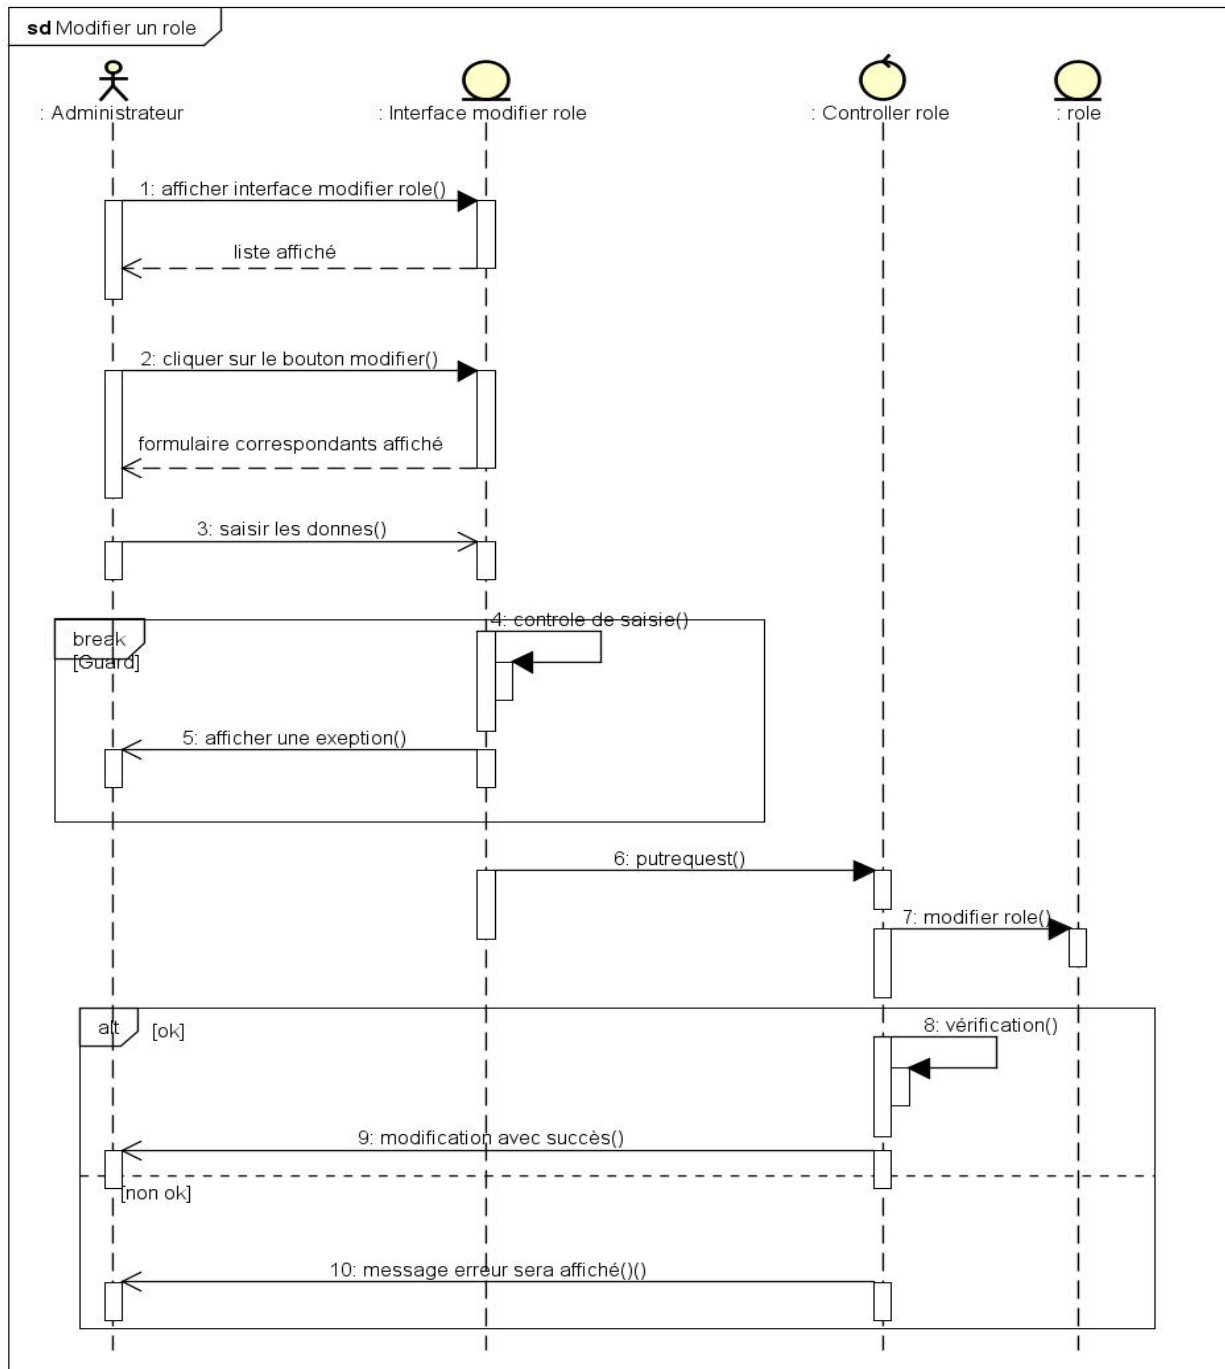 sd Modifier un role
: Administrateur
: Interface modifier role
: Controller role
: role
1: afficher interface modifier role()
liste affiché
2: cliquer sur le bouton modifier()
formulaire correspondants affiché
3: saisir les donnes()
4: controle de saisie()
break
[Guard]
5: afficher une exeption()
6: putrequest()
7: modifier role()
alt
[ok]
8: vérification()
9: modification avec succès()
[non ok]
10: message erreur sera affiché()()